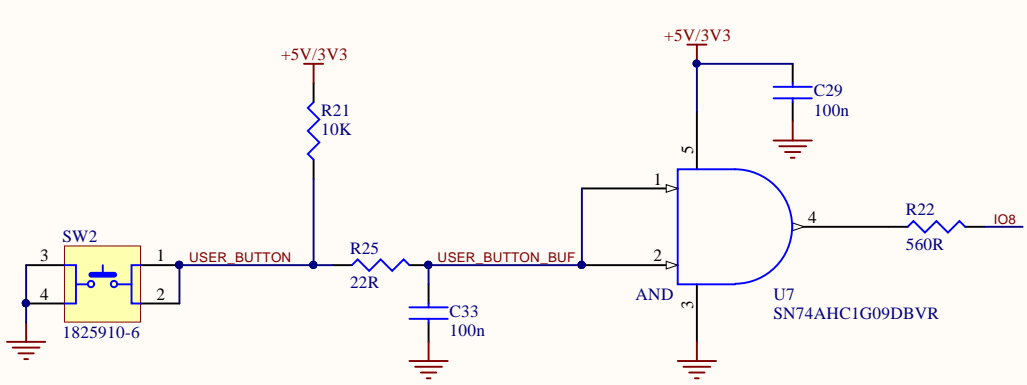 +5V/3V3
+5V/3V3
C29
100n
R21
10K
5
1
4
R22
IO8
560R
SW2
3
1
USER_BUTTON
R25
USER_BUTTON_BUF
2
22R
4
2
AND
3
U7
SN74AHC1G09DBVR
C33
100n
1825910-6